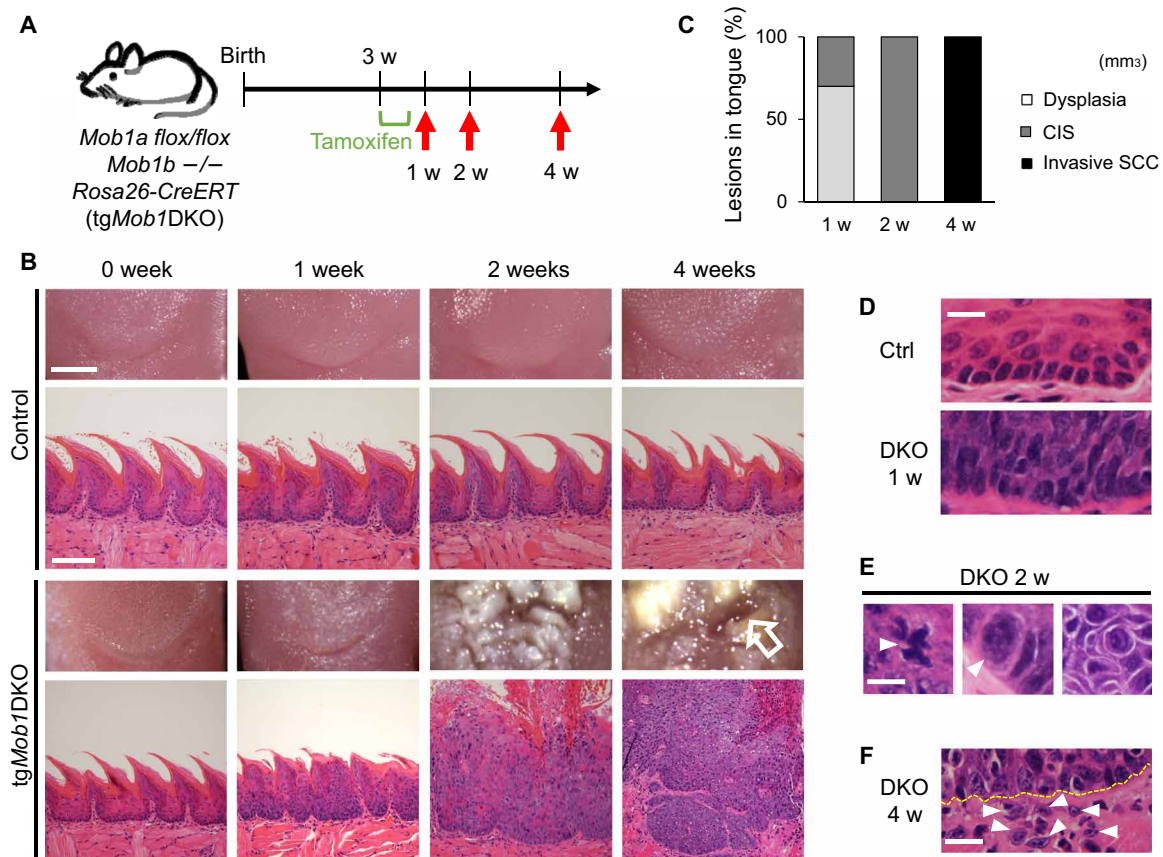 A
Birth
3 w
Tamoxifen
1 w
2 w
4 w
Mob1a flox/flox
Mob1b −/−
Rosa26-CreERT
(tgMob1DKO)
C
Lesions in tongue (%)
100
50
0
1 w
2 w
4 w
(mm3)
Dysplasia
CIS
Invasive SCC
B
0 week
1 week
2 weeks
4 weeks
Control
tgMob1DKO
D
Ctrl
DKO
1 w
E
DKO 2 w
F
DKO
4 w